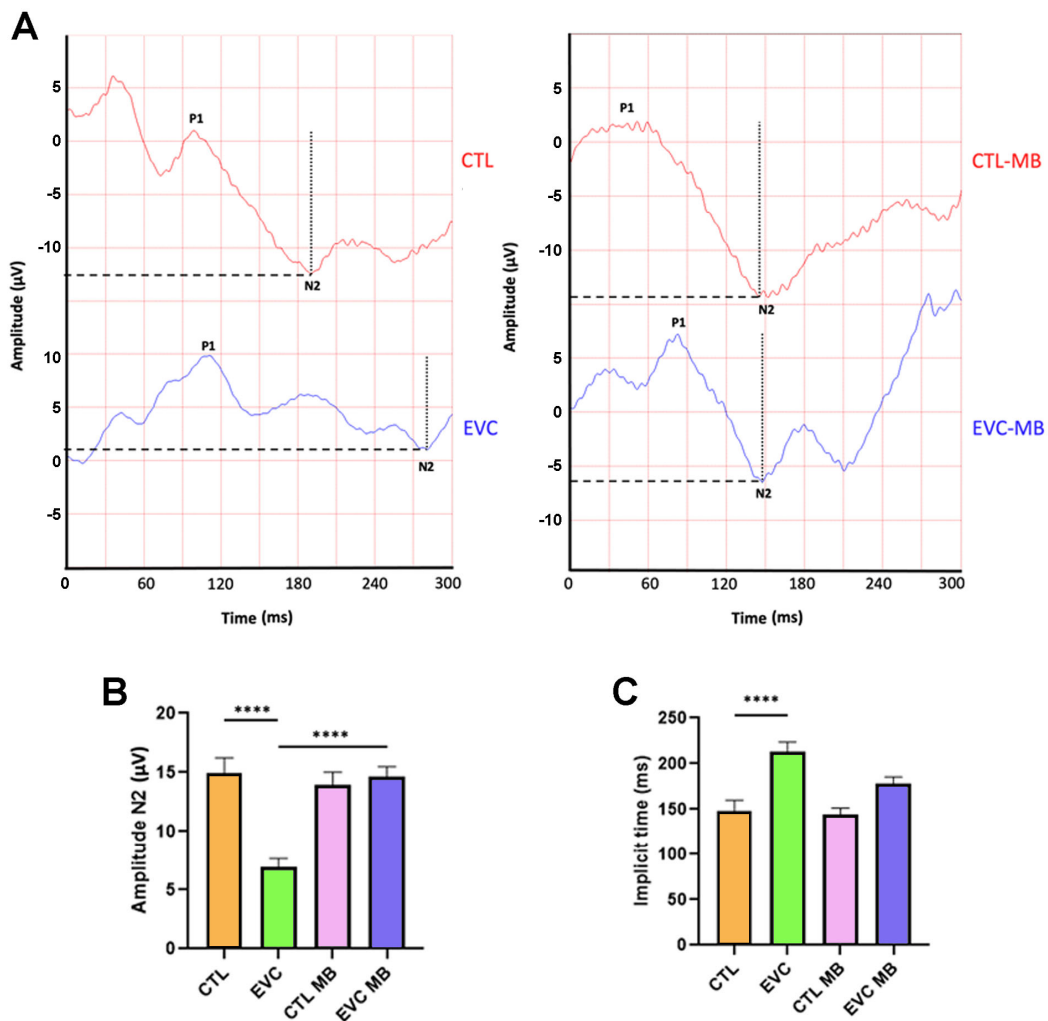 A
Amplitude (µV)
5
0
-5
-10
10
5
0
-5
P1
N2
CTL
P1
N2
EVC
0 60 120 180 240 300
Time (ms)
Amplitude (µV)
5
0
-5
-10
5
0
-5
-10
P1
N2
CTL-MB
P1
N2
EVC-MB
0 60 120 180 240 300
Time (ms)
B
Amplitude N2 (µV)
20
15
10
5
0
****
****
CTL
EVC
CTL MB
EVC MB
C
Implicit time (ms)
250
200
150
100
50
0
****
CTL
EVC
CTL MB
EVC MB